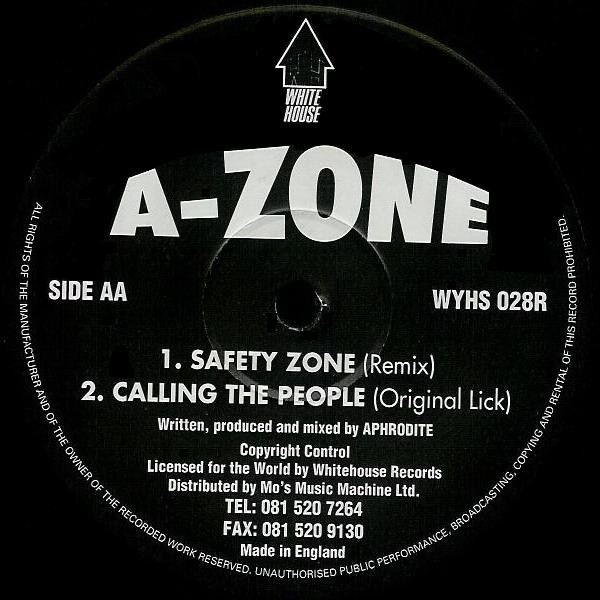 WHITE
HOUSE
A-ZONE
SIDE AA
WYHS 028R
1. SAFETY ZONE (Remix)
2. CALLING THE PEOPLE (Original Lick)
Written, produced and mixed by APHRODITE
Copyright Control
Licensed for the World by Whitehouse Records
Distributed by Mo's Music Machine Ltd.
TEL: 081 520 7264
FAX: 081 520 9130
Made in England
ALL RIGHTS OF THE MANUFACTURER AND OF THE OWNER OF THE RECORDED WORK RESERVED. UNAUTHORISED PUBLIC PERFORMANCE, BROADCASTING, COPYING AND RENTAL OF THIS RECORD PROHIBITED.